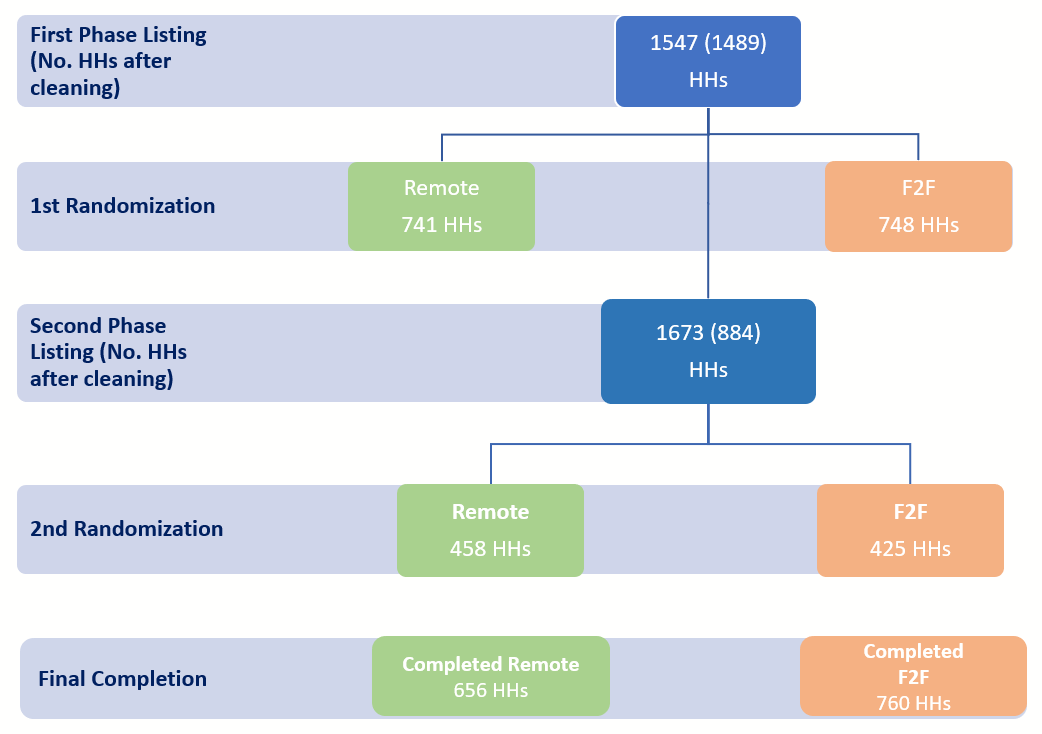 First Phase Listing
(No. HHs after
cleaning)
1547 (1489)
HHs
1st Randomization
Remote
741 HHs
F2F
748 HHs
Second Phase
Listing (No. HHs
after cleaning)
1673 (884)
HHs
2nd Randomization
Remote
458 HHs
F2F
425 HHs
Final Completion
Completed Remote
656 HHs
Completed
F2F
760 HHs